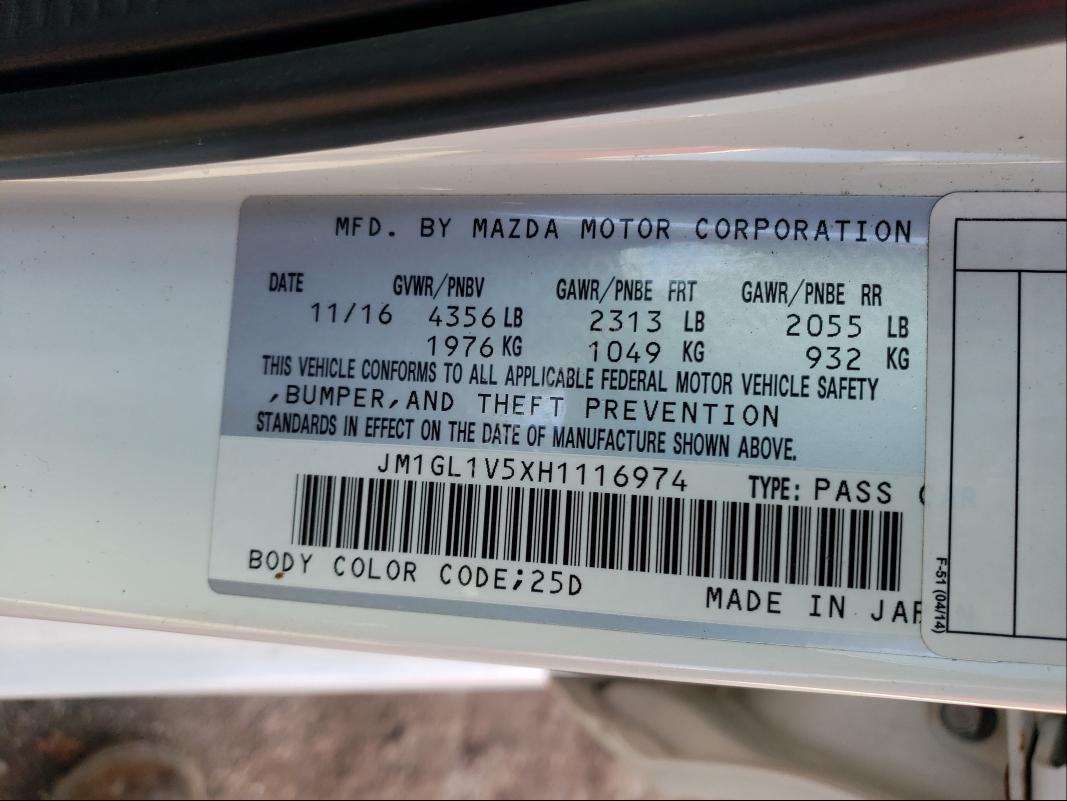 MFD. BY MAZDA MOTOR CORPORATION
DATE GVWR/PNBV GAWR/PNBE FRT GAWR/PNBE RR
11/16 4356 LB 2313 LB 2055 LB
1976 KG 1049 KG 932 KG
THIS VEHICLE CONFORMS TO ALL APPLICABLE FEDERAL MOTOR VEHICLE SAFETY
,BUMPER,AND THEFT PREVENTION
STANDARDS IN EFFECT ON THE DATE OF MANUFACTURE SHOWN ABOVE.
JM1GL1V5XH1116974 TYPE: PASS CAR
BODY COLOR CODE;25D
MADE IN JAPAN
F-51 (04/14)